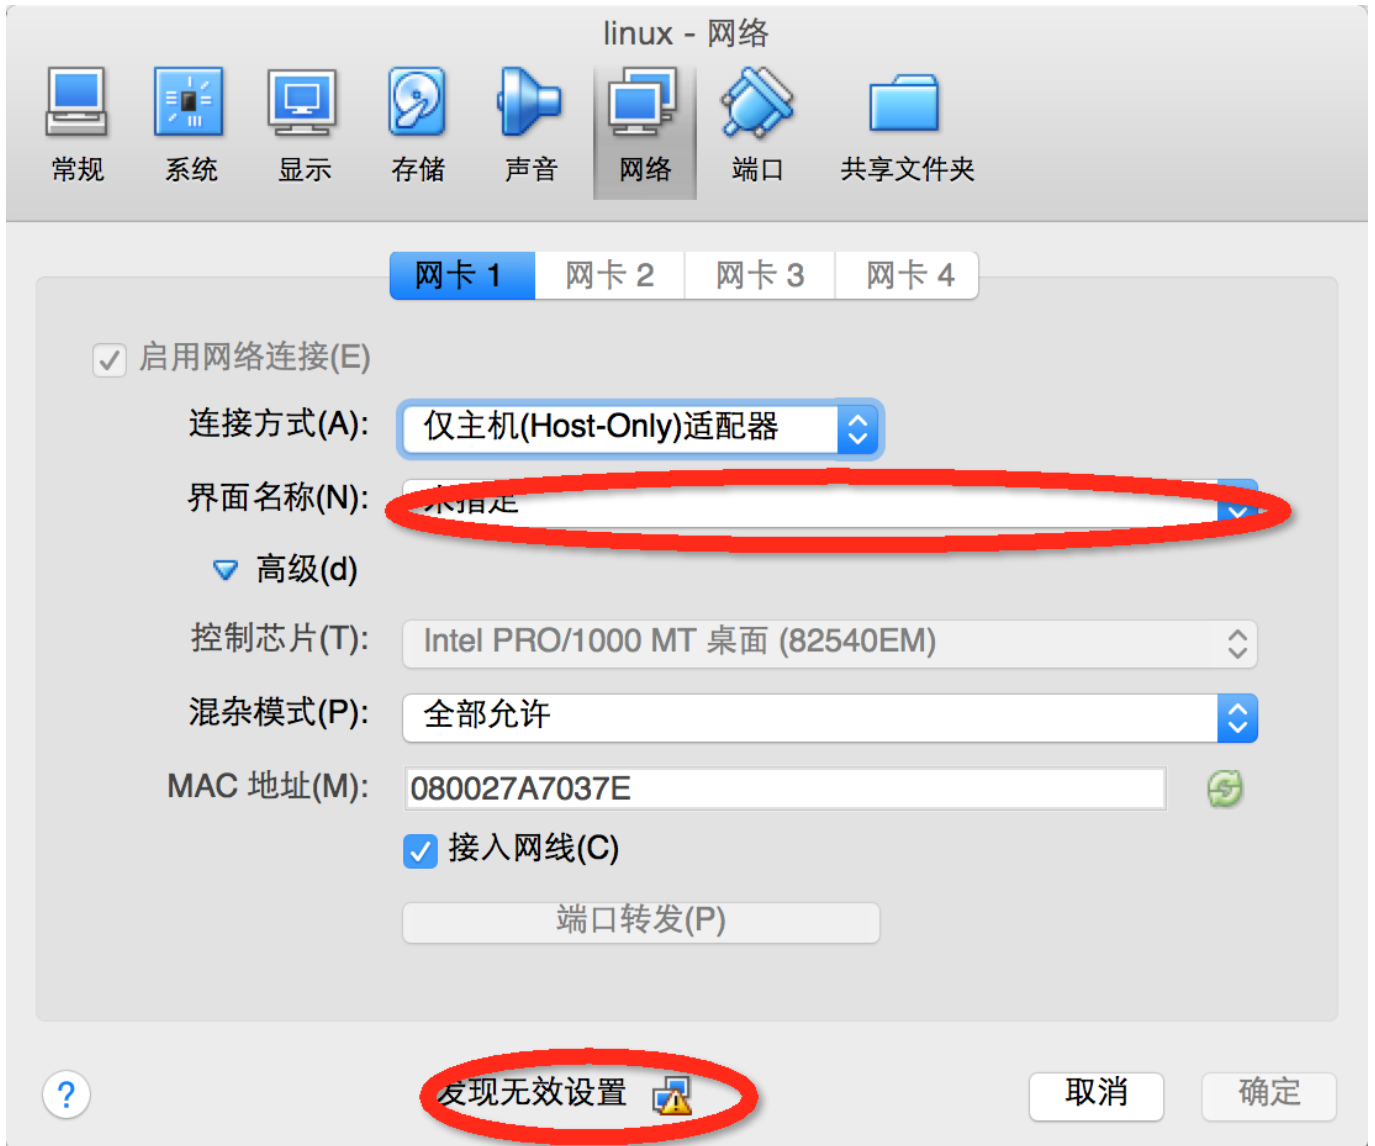 linux - 网络
常规 系统 显示 存储 声音 网络 端口 共享文件夹
网卡 1 网卡 2 网卡 3 网卡 4
启用网络连接(E)
连接方式(A): 仅主机(Host-Only)适配器
界面名称(N): 未指定
高级(d)
控制芯片(T): Intel PRO/1000 MT 桌面 (82540EM)
混杂模式(P): 全部允许
MAC 地址(M): 080027A7037E
接入网线(C)
端口转发(P)
? 发现无效设置 取消 确定